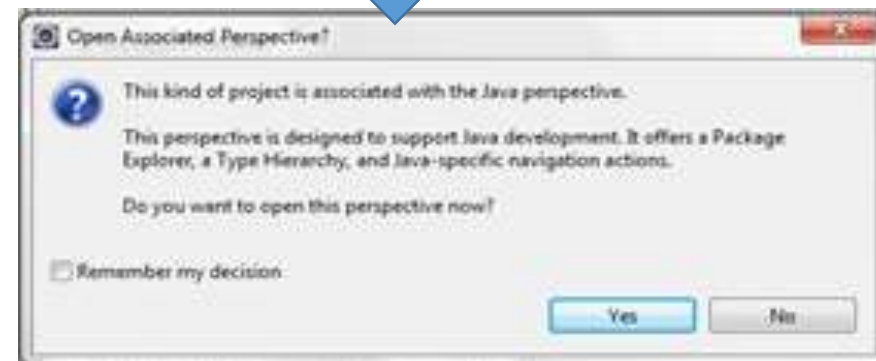 Open Associated Perspective?
This kind of project is associated with the Java perspective.
This perspective is designed to support Java development. It offers a Package
Explorer, a Type Hierarchy, and Java-specific navigation actions.
Do you want to open this perspective now?
Remember my decision
Yes
No